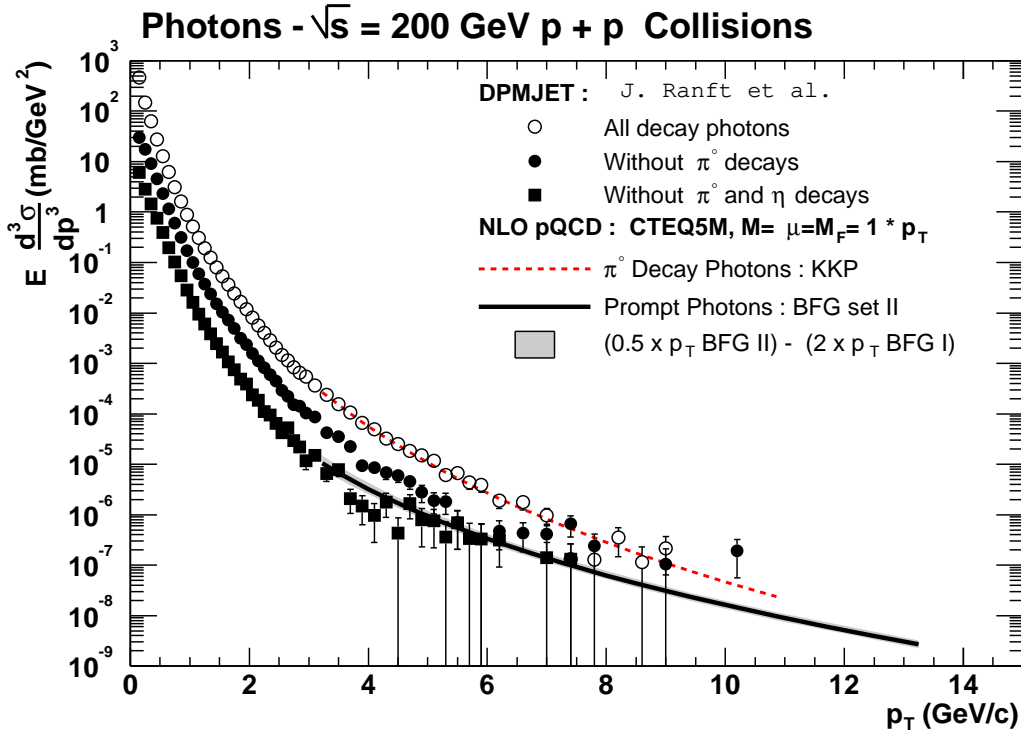 Photons - √s = 200 GeV p + p Collisions
E d³σ/dp³ (mb/GeV²)
10³
10²
10
1
10⁻¹
10⁻²
10⁻³
10⁻⁴
10⁻⁵
10⁻⁶
10⁻⁷
10⁻⁸
10⁻⁹
DPMJET : J. Ranft et al.
All decay photons
Without π° decays
Without π° and η decays
NLO pQCD : CTEQ5M, M= μ=M_F= 1 * p_T
π° Decay Photons : KKP
Prompt Photons : BFG set II
(0.5 x p_T BFG II) - (2 x p_T BFG I)
0 2 4 6 8 10 12 14
p_T (GeV/c)